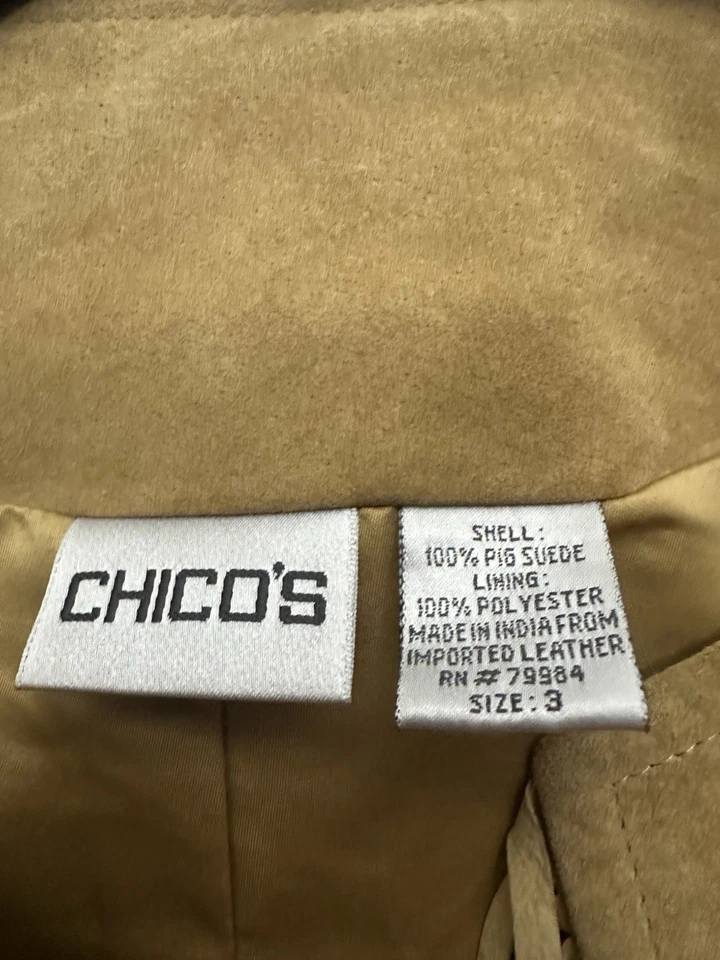 CHICO'S
SHELL:
100% PIG SUEDE
LINING:
100% POLYESTER
MADE IN INDIA FROM
IMPORTED LEATHER
RN # 79984
SIZE: 3